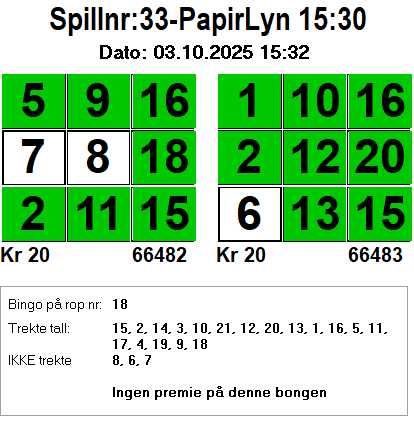 Spillnr:33-PapirLyn 15:30
Dato: 03.10.2025 15:32
5 9 16 1 10 16
7 8 18 2 12 20
2 11 15 6 13 15
Kr 20 66482 Kr 20 66483
Bingo på rop nr: 18
Trekte tall: 15, 2, 14, 3, 10, 21, 12, 20, 13, 1, 16, 5, 11,
17, 4, 19, 9, 18
IKKE trekte 8, 6, 7
Ingen premie på denne bongen